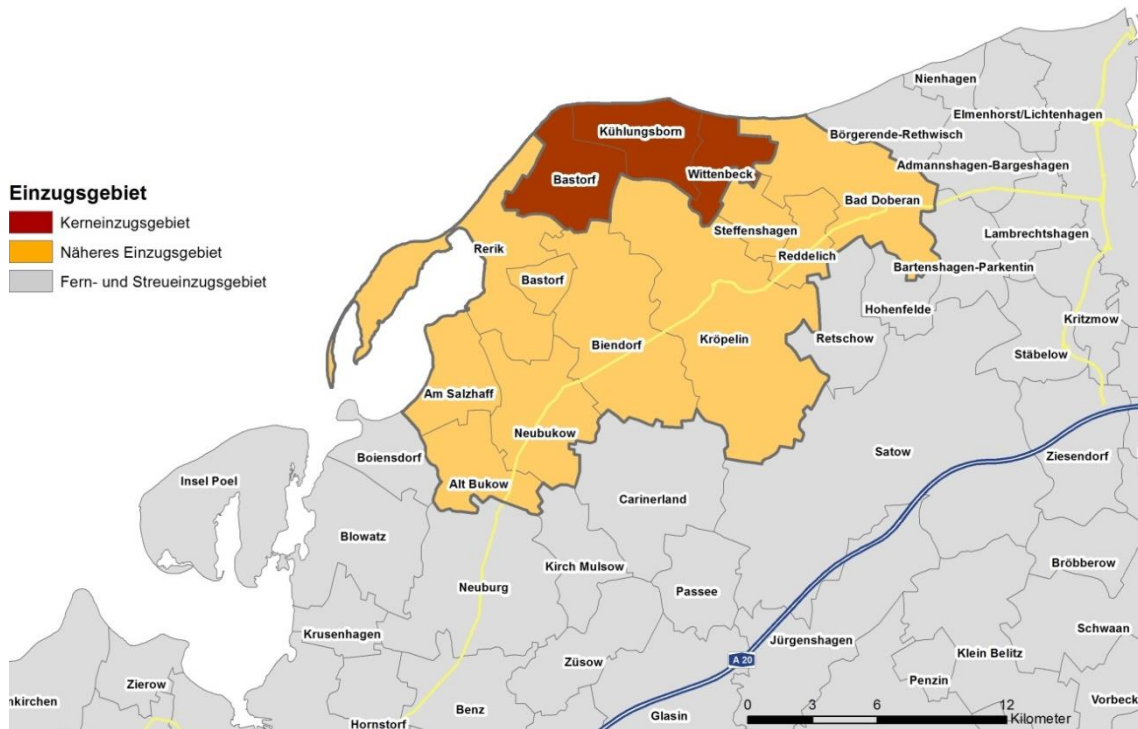 Nienhagen
Elmenhorst/Lichtenhagen
Kühlungsborn
Börgerende-Rethwisch
Admannshagen-Bargeshagen
Einzugsgebiet
Kerneinzugsgebiet
Näheres Einzugsgebiet
Fern- und Streueinzugsgebiet
Bastorf
Wittenbeck
Bad Doberan
Steffenshagen
Lambrechtshagen
Rerik
Reddelich
Bartenshagen-Parkentin
Bastorf
Hohenfelde
Kritzmow
Biendorf
Kröpelin
Retschow
Stäbelow
Am Salzhaff
Neubukow
Boiensdorf
Satow
Ziesendorf
Insel Poel
Alt Bukow
Carinerland
Blowatz
Bröbberow
Neuburg
Kirch Mulsow
Passee
Krusenhagen
Jürgenshagen
Schwaan
Züsow
A 20
Klein Belitz
Zierow
Penzin
nkirchen
Benz
Vorbeck
Hornstorf
Glasin
0 3 6 12
Kilometer